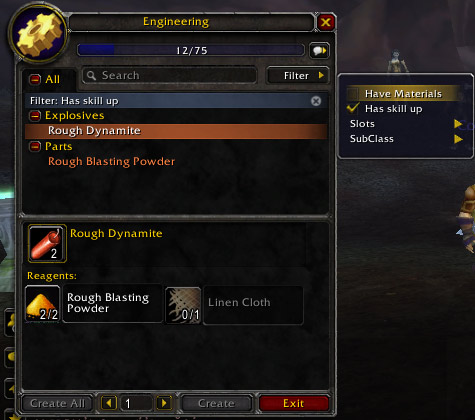 Engineering
12/75
All
Search
Filter
Filter: Has skill up
Explosives
Rough Dynamite
Parts
Rough Blasting Powder
Have Materials
Has skill up
Slots
SubClass
2
Rough Dynamite
Reagents:
2/2
Rough Blasting
Powder
0/1
Linen Cloth
Create All
1
Create
Exit